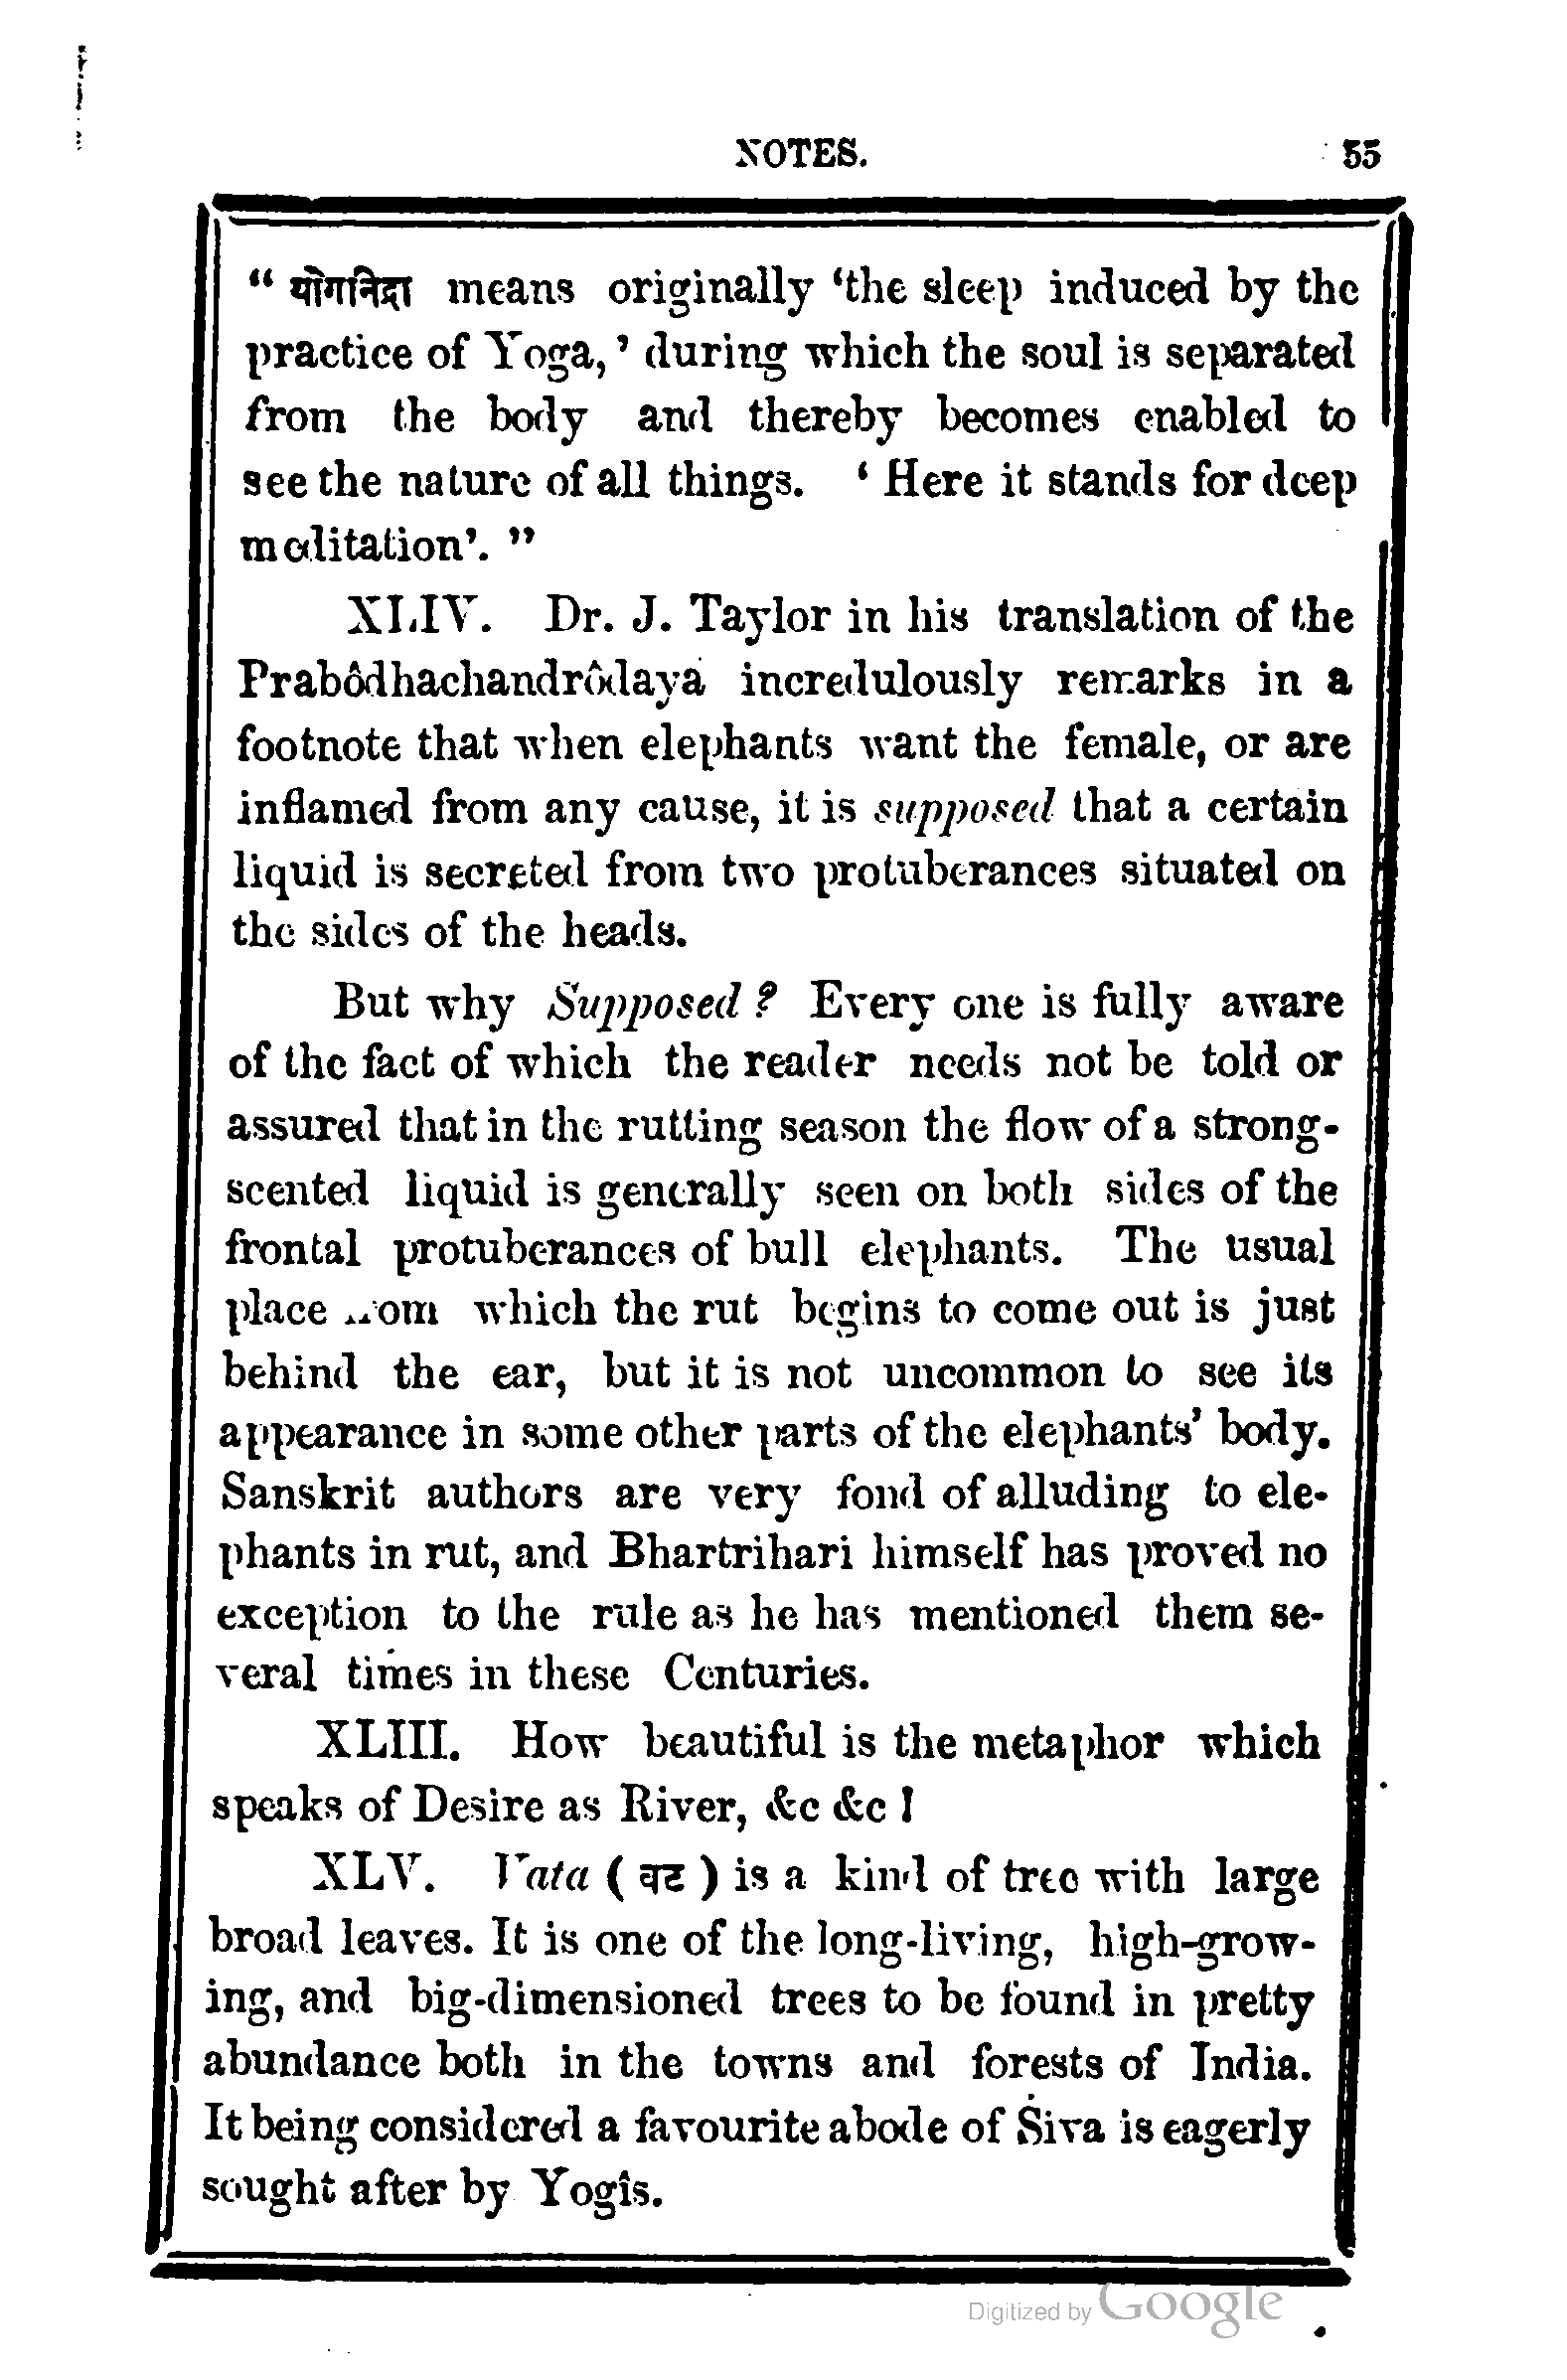 NOTES. 55
“ योगनिद्रा means originally ‘the sleep induced by the
practice of Yoga, ’ during which the soul is separated
from the body and thereby becomes enabled to
see the nature of all things. ‘ Here it stands for deep
meditation’. ”
XLIV. Dr. J. Taylor in his translation of the
Prabôdhachandrôdaya incredulously remarks in a
footnote that when elephants want the female, or are
inflamed from any cause, it is supposed that a certain
liquid is secreted from two protuberances situated on
the sides of the heads.
But why Supposed ? Every one is fully aware
of the fact of which the reader needs not be told or
assured that in the rutting season the flow of a strong-
scented liquid is generally seen on both sides of the
frontal protuberances of bull elephants. The usual
place which the rut begins to come out is just
behind the ear, but it is not uncommon to see its
appearance in some other parts of the elephants’ body.
Sanskrit authors are very fond of alluding to ele-
phants in rut, and Bhartrihari himself has proved no
exception to the rule as he has mentioned them se-
veral times in these Centuries.
XLIII. How beautiful is the metaphor which
speaks of Desire as River, &c &c !
XLV. Vata ( वट ) is a kind of tree with large
broad leaves. It is one of the long-living, high-grow-
ing, and big-dimensioned trees to be found in pretty
abundance both in the towns and forests of India.
It being considered a favourite abode of Ṡiva is eagerly
sought after by Yogîs.
Digitized by Google